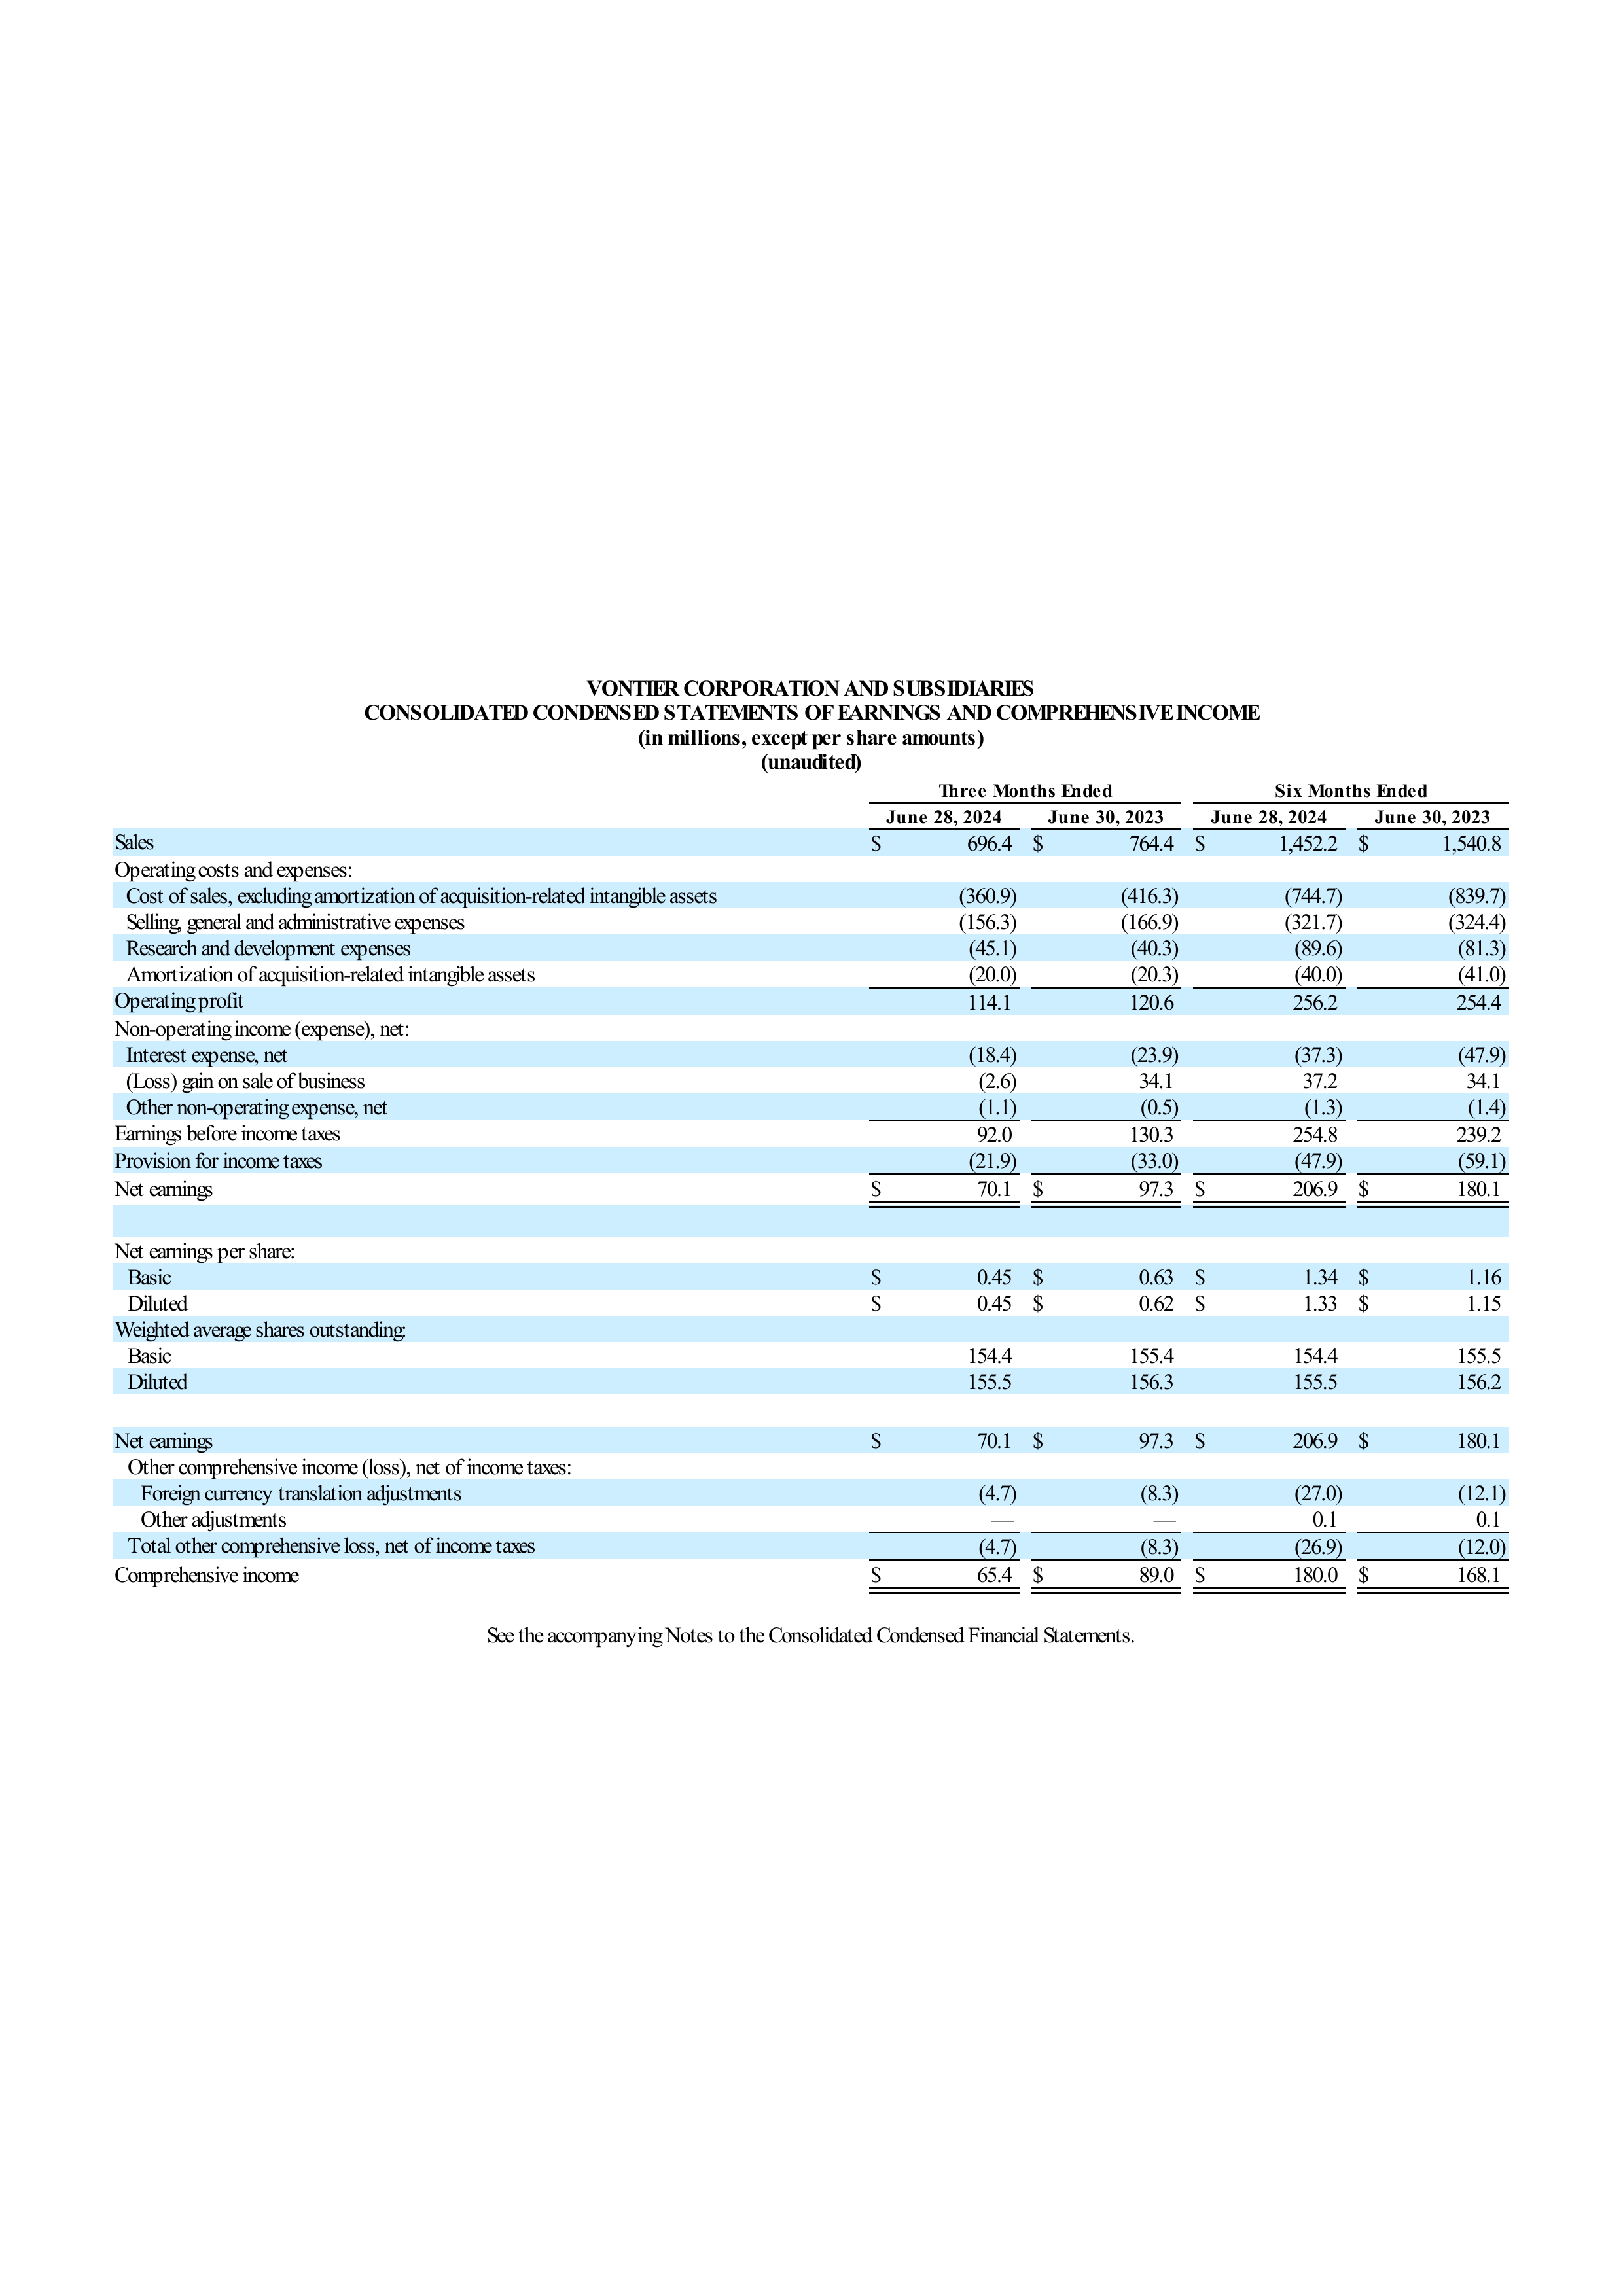 VONTIER CORPORATION AND SUBSIDIARIES
CONSOLIDATED CONDENSED STATEMENTS OF EARNINGS AND COMPREHENSIVE INCOME
(in millions, except per share amounts)
(unaudited)
Three Months Ended Six Months Ended
June 28, 2024 June 30, 2023 June 28, 2024 June 30, 2023
Sales $ 696.4 $ 764.4 $ 1,452.2 $ 1,540.8
Operating costs and expenses:
Cost of sales, excluding amortization of acquisition-related intangible assets (360.9) (416.3) (744.7) (839.7)
Selling, general and administrative expenses (156.3) (166.9) (321.7) (324.4)
Research and development expenses (45.1) (40.3) (89.6) (81.3)
Amortization of acquisition-related intangible assets (20.0) (20.3) (40.0) (41.0)
Operating profit 114.1 120.6 256.2 254.4
Non-operating income (expense), net:
Interest expense, net (18.4) (23.9) (37.3) (47.9)
(Loss) gain on sale of business (2.6) 34.1 37.2 34.1
Other non-operating expense, net (1.1) (0.5) (1.3) (1.4)
Earnings before income taxes 92.0 130.3 254.8 239.2
Provision for income taxes (21.9) (33.0) (47.9) (59.1)
Net earnings $ 70.1 $ 97.3 $ 206.9 $ 180.1
Net earnings per share:
Basic $ 0.45 $ 0.63 $ 1.34 $ 1.16
Diluted $ 0.45 $ 0.62 $ 1.33 $ 1.15
Weighted average shares outstanding:
Basic 154.4 155.4 154.4 155.5
Diluted 155.5 156.3 155.5 156.2
Net earnings $ 70.1 $ 97.3 $ 206.9 $ 180.1
Other comprehensive income (loss), net of income taxes:
Foreign currency translation adjustments (4.7) (8.3) (27.0) (12.1)
Other adjustments — — 0.1 0.1
Total other comprehensive loss, net of income taxes (4.7) (8.3) (26.9) (12.0)
Comprehensive income $ 65.4 $ 89.0 $ 180.0 $ 168.1
See the accompanying Notes to the Consolidated Condensed Financial Statements.